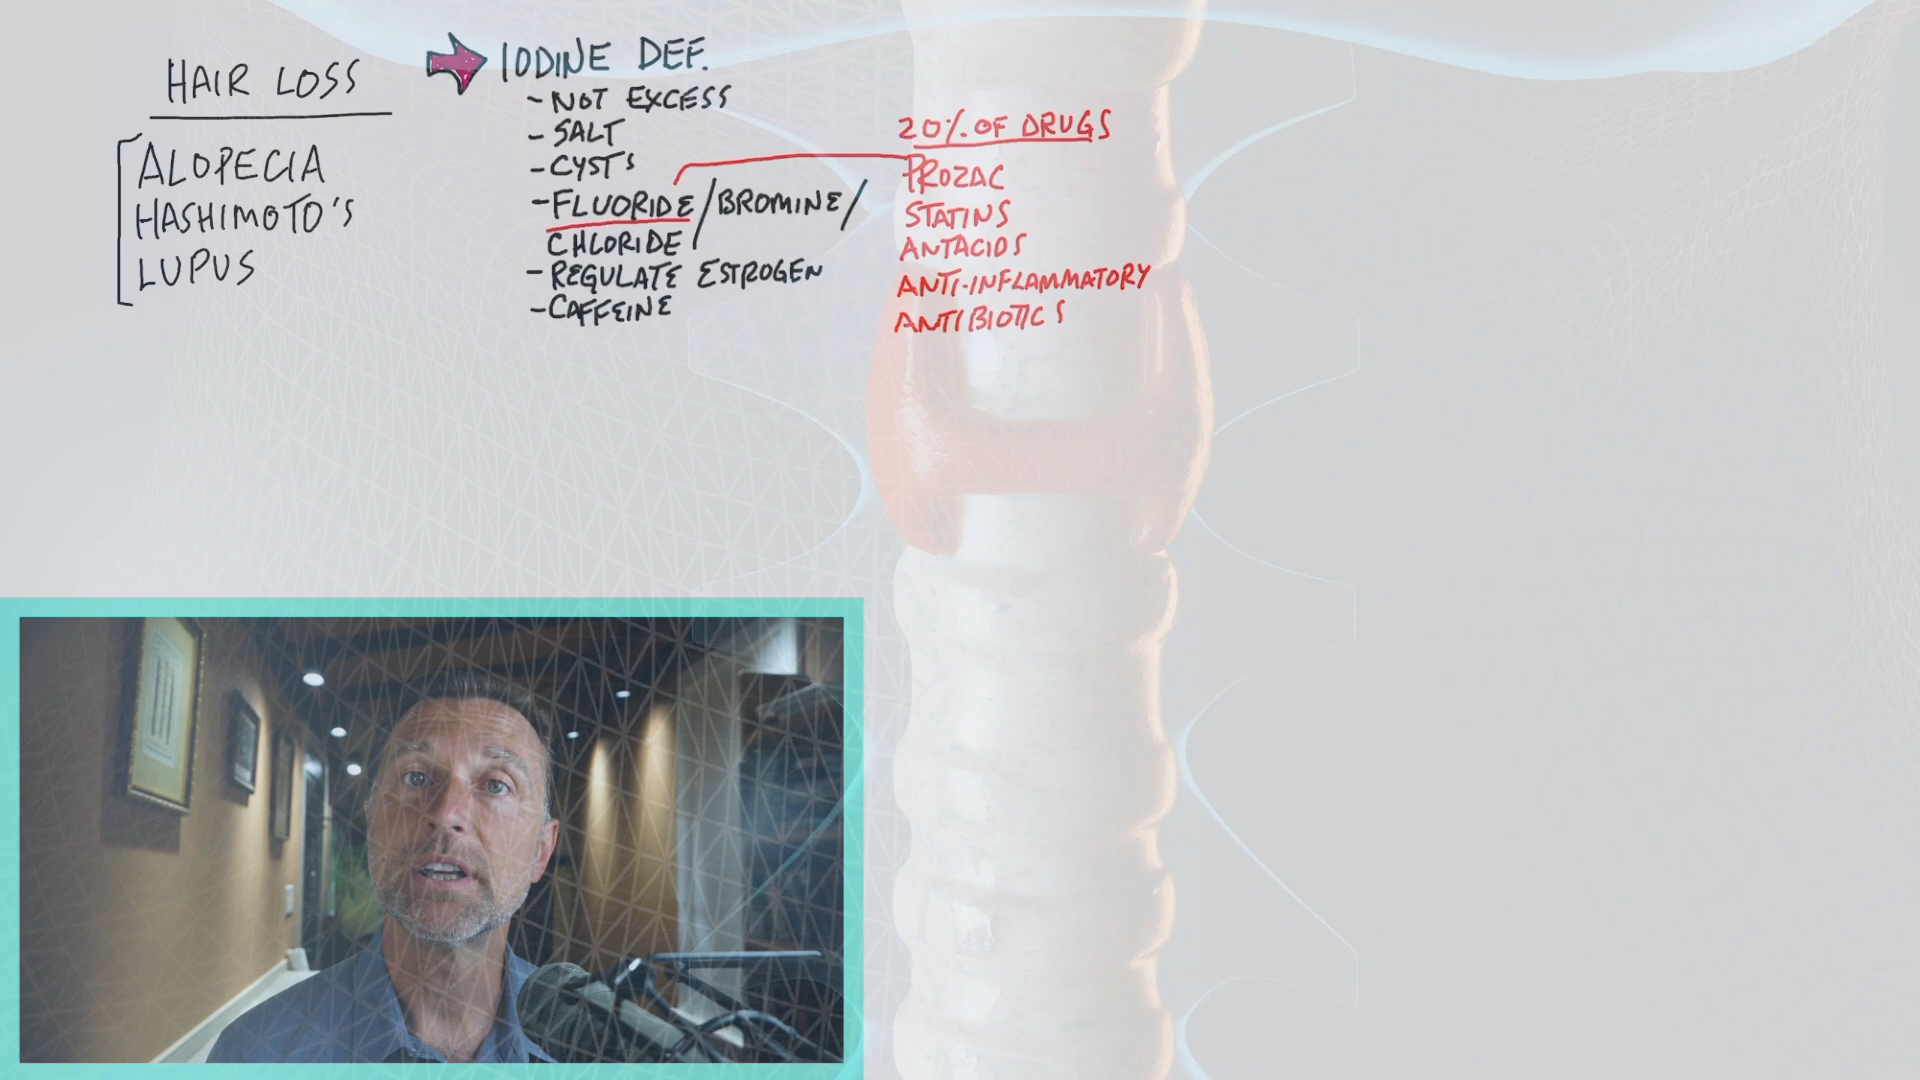 HAIR LOSS
ALOPECIA
HASHIMOTO'S
LUPUS
IODINE DEF.
- NOT EXCESS
- SALT
- CYSTS
- FLUORIDE/BROMINE/
CHLORIDE/
- REGULATE ESTROGEN
- CAFFEINE
20% OF DRUGS
PROZAC
STATINS
ANTACIDS
ANTI-INFLAMMATORY
ANTIBIOTICS